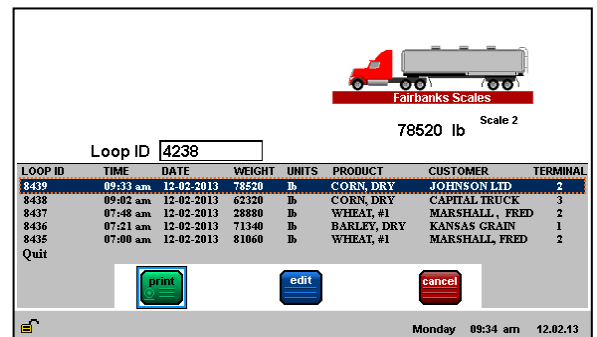 Fairbanks Scales
78520 lb Scale 2
Loop ID 4238
LOOP ID TIME DATE WEIGHT UNITS PRODUCT CUSTOMER TERMINAL
8439 09:33 am 12-02-2013 78520 lb CORN, DRY JOHNSON LTD 2
8438 09:02 am 12-02-2013 62320 lb CORN, DRY CAPITAL TRUCK 3
8437 07:48 am 12-02-2013 28880 lb WHEAT, #1 MARSHALL, FRED 2
8436 07:21 am 12-02-2013 71340 lb BARLEY, DRY KANSAS GRAIN 1
8435 07:00 am 12-02-2013 81060 lb WHEAT, #1 MARSHALL, FRED 2
Quit
print edit cancel
Monday 09:34 am 12.02.13